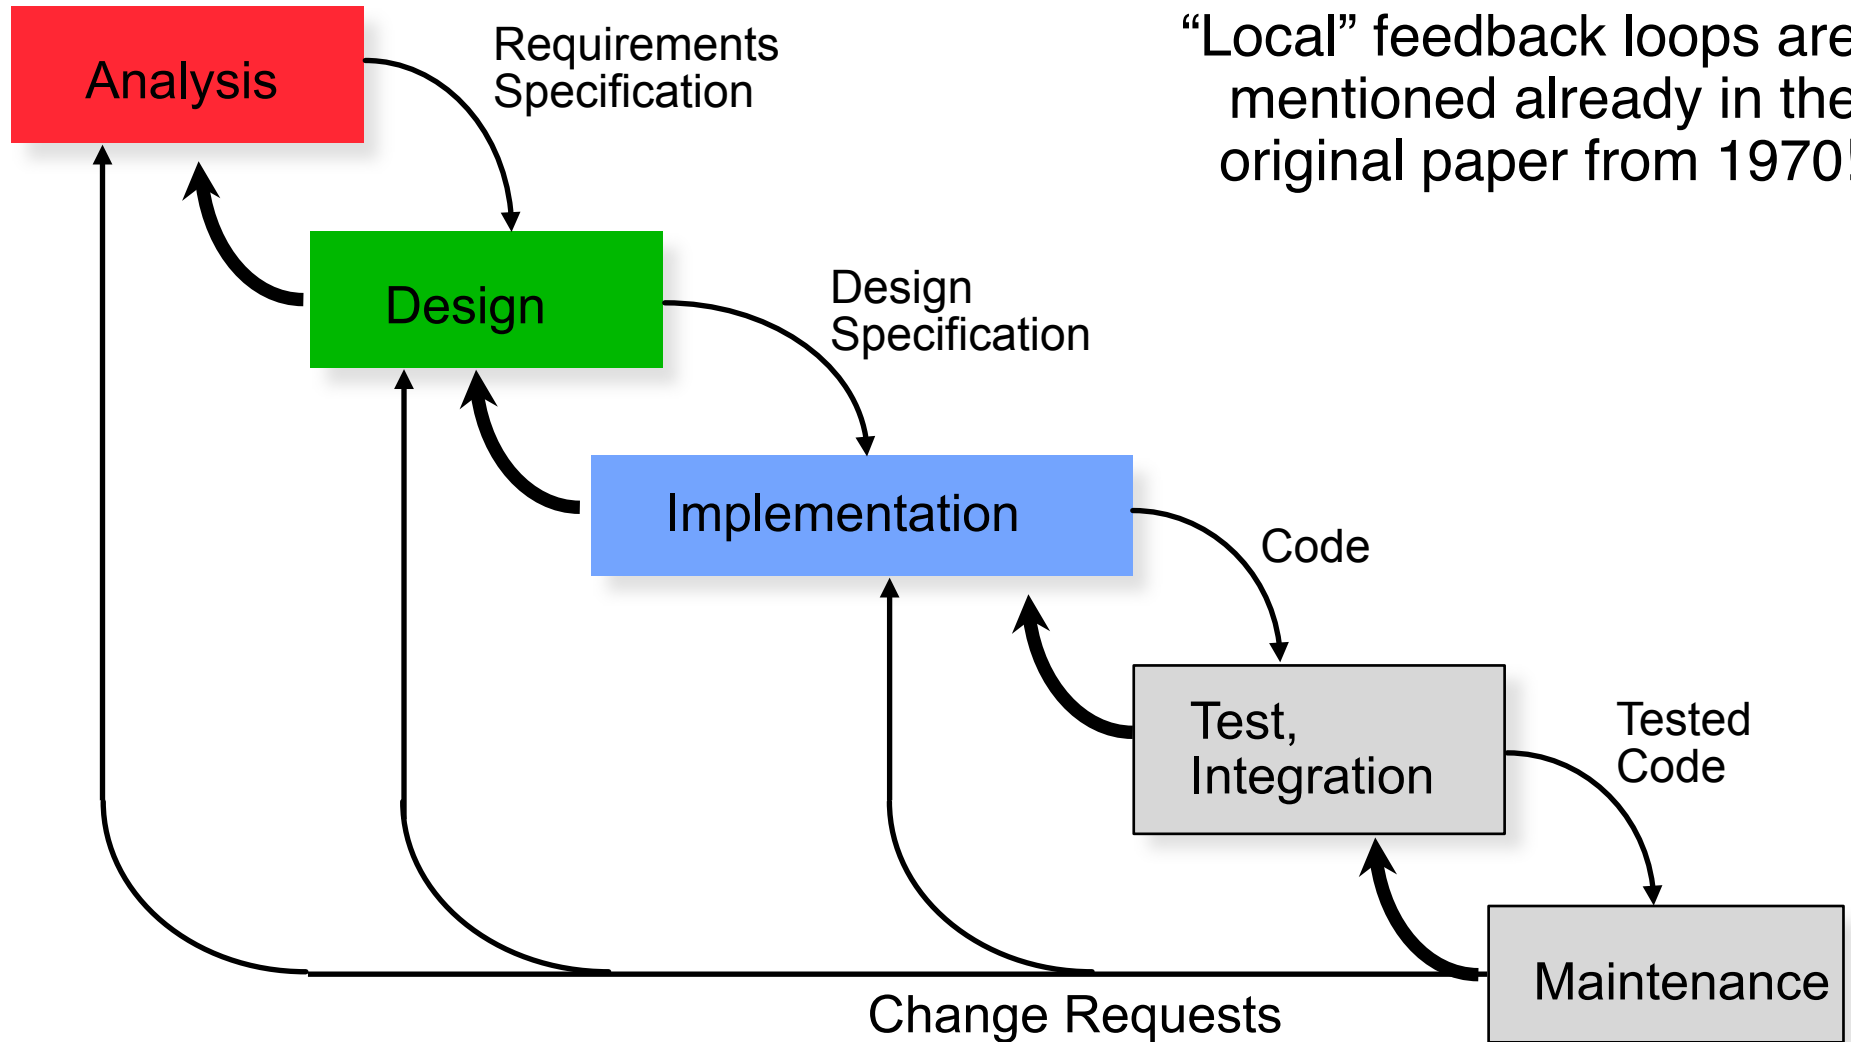 “Local” feedback loops are
mentioned already in the
original paper from 1970!
Analysis
Requirements
Specification
Design
Design
Specification
Implementation
Code
Test,
Integration
Tested
Code
Maintenance
Change Requests